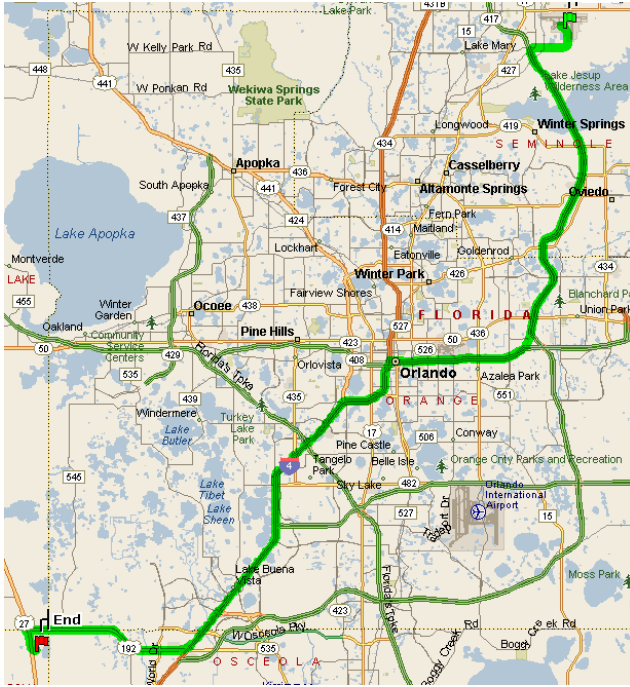 Lake Park
431B
417
15
Lake Mary
W Kelly Park Rd
448
441
435
427
W Ponkan Rd
Wekiwa Springs
State Park
Lake Jesup
Wilderness Area
Longwood
419
Winter Springs
434
SEMINOLE
Apopka
436
Casselberry
South Apopka
441
Forest City
Altamonte Springs
Oviedo
437
424
Fern Park
414
Maitland
Lake Apopka
Lockhart
Eatonville
Goldenrod
Montverde
434
LAKE
Winter Park
426
455
Winter
Garden
Ocoee
438
Fairview Shores
Blanchard P
FLORIDA
Union Park
Oakland
Community
Service
Centers
Pine Hills
423
527
50
436
526
50
429
408
Orlando
535
Florida's Tpke
Orlovista
Azalea Park
439
435
ORANGE
551
Windermere
Turkey
Lake
Park
17
Lake
Butler
Pine Castle
506
Conway
4
Tangelo
Park
Belle Isle
Orange Cnty Parks and Recreation
545
Lake
Tibet
Sky Lake
482
Orlando
International
Airport
Lake
Sheen
527
15
Lake Buena
Vista
Florida's Tpke
Moss Park
27
End
423
W Osceola Pky
Rd
192
World Dr
535
OSCEOLA
Boggy Creek